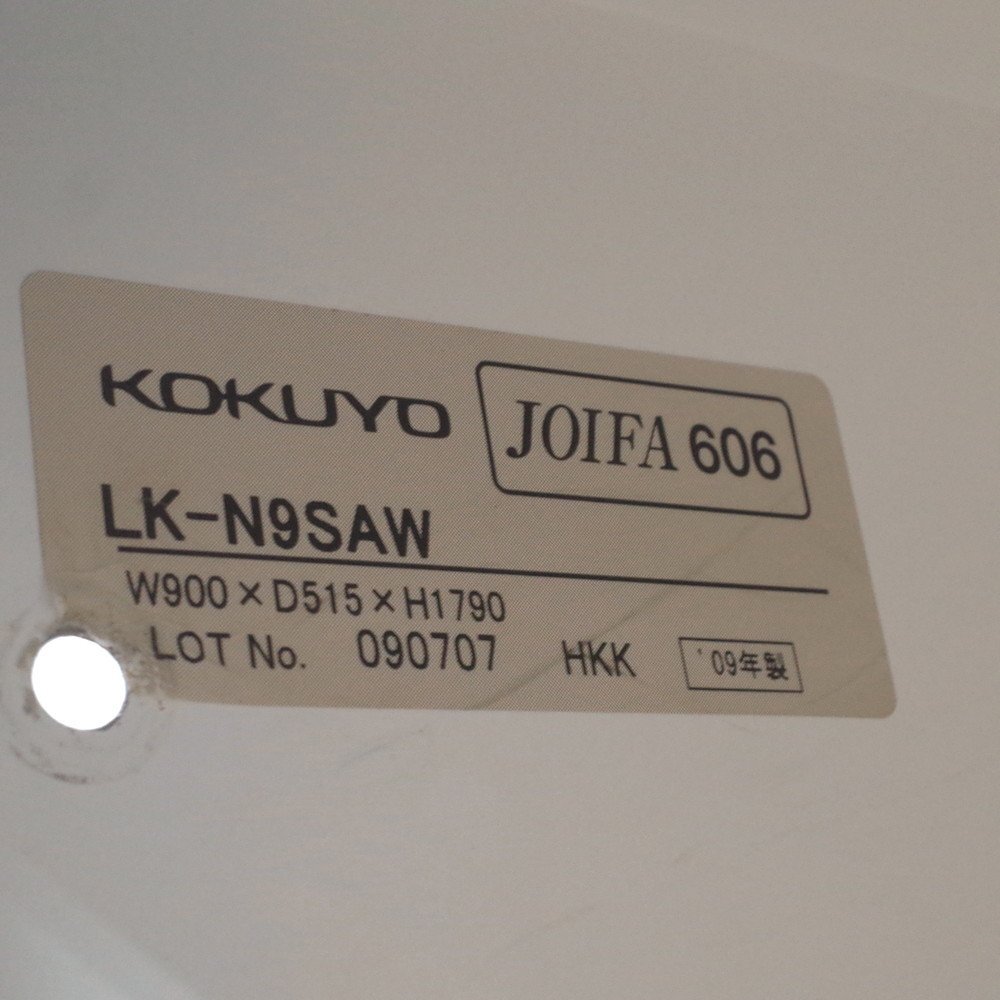 KOKUYO
JOIFA 606
LK-N9SAW
W900×D515×H1790
LOT No. 090707 HKK '09年製